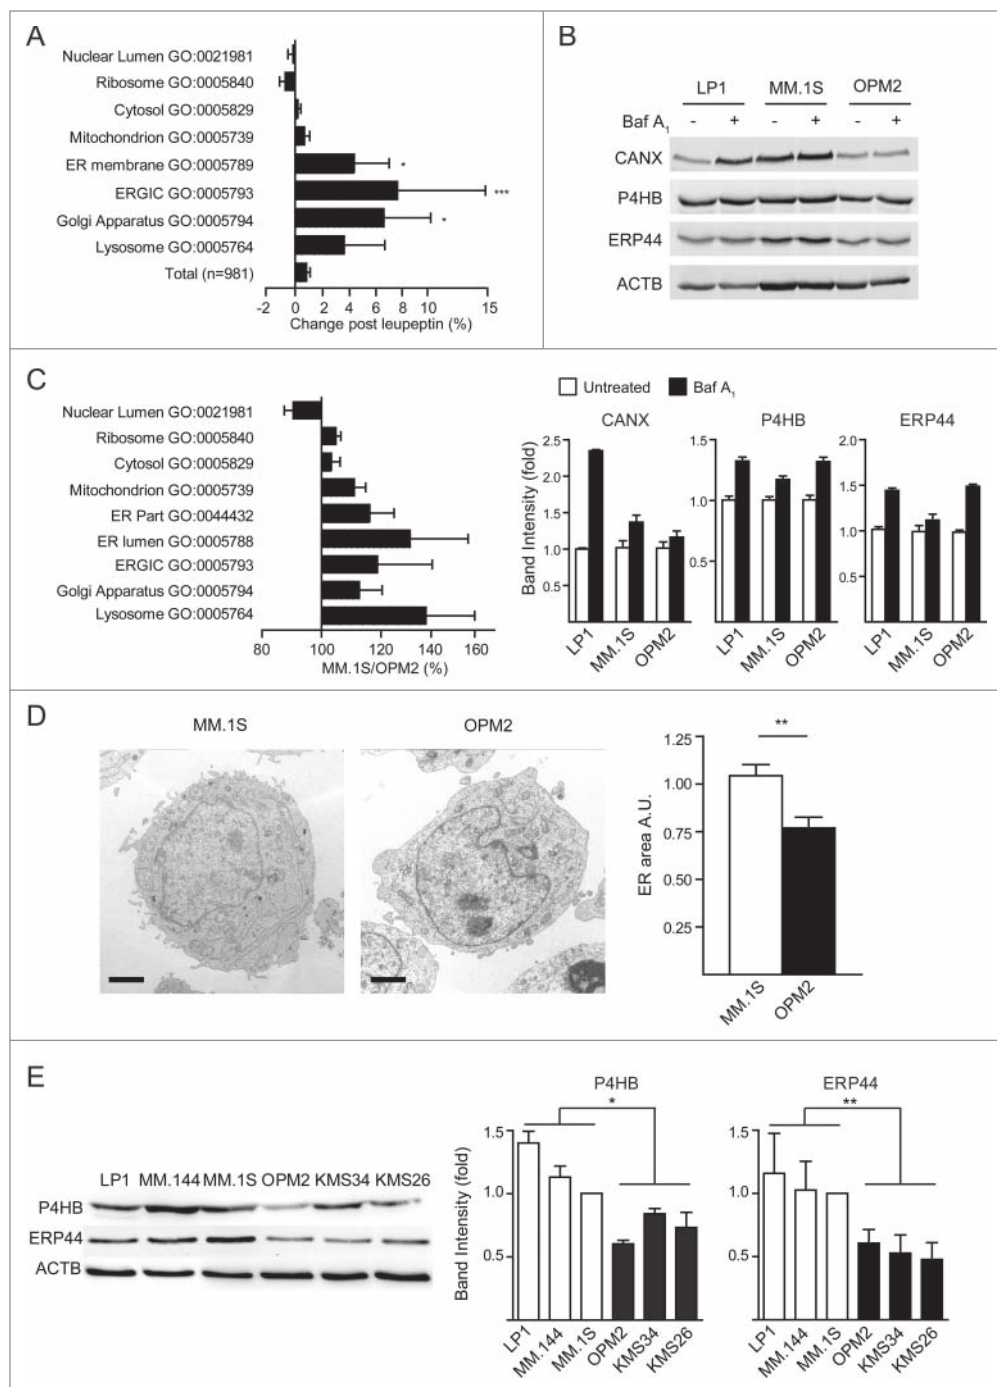 A
Nuclear Lumen GO:0021981
Ribosome GO:0005840
Cytosol GO:0005829
Mitochondrion GO:0005739
ER membrane GO:0005789
*
ERGIC GO:0005793
***
Golgi Apparatus GO:0005794
*
Lysosome GO:0005764
Total (n=981)
-2 0 2 4 6 8 10 15
Change post leupeptin (%)
B
LP1 MM.1S OPM2
Baf A1 - + - + - +
CANX
P4HB
ERP44
ACTB
C
Nuclear Lumen GO:0021981
Ribosome GO:0005840
Cytosol GO:0005829
Mitochondrion GO:0005739
ER Part GO:0044432
ER lumen GO:0005788
ERGIC GO:0005793
Golgi Apparatus GO:0005794
Lysosome GO:0005764
80 100 120 140 160
MM.1S/OPM2 (%)
Untreated Baf A1
CANX
Band Intensity (fold)
2.5
2.0
1.5
1.0
0.5
LP1 MM.1S OPM2
P4HB
1.5
1.0
0.5
LP1 MM.1S OPM2
ERP44
2.0
1.5
1.0
0.5
LP1 MM.1S OPM2
D
MM.1S
OPM2
ER area A.U.
1.25
1.00
0.75
0.50
0.25
**
MM.1S OPM2
E
LP1 MM.144 MM.1S OPM2 KMS34 KMS26
P4HB
ERP44
ACTB
P4HB
*
Band Intensity (fold)
1.5
1.0
0.5
LP1 MM.144 MM.1S OPM2 KMS34 KMS26
ERP44
**
1.5
1.0
0.5
LP1 MM.144 MM.1S OPM2 KMS34 KMS26